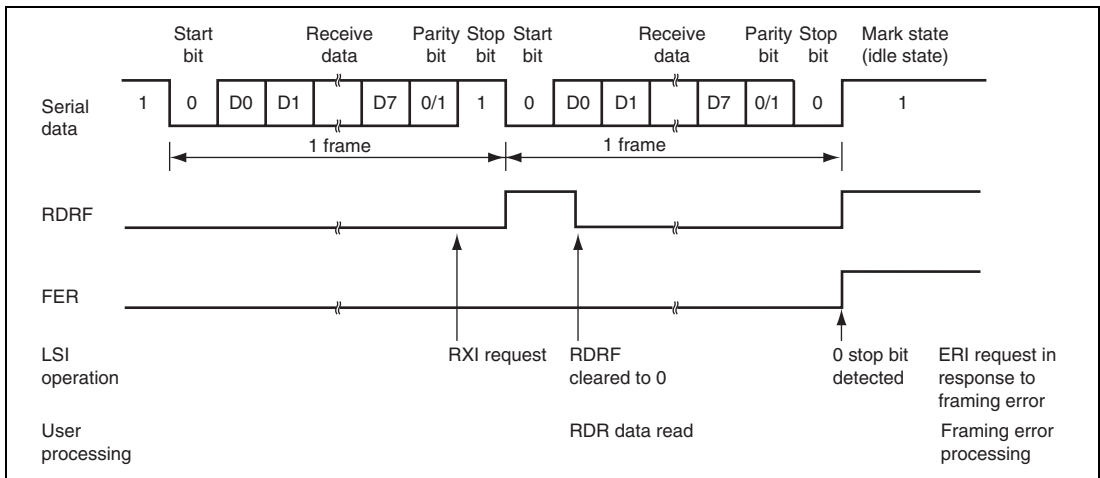 Start bit Receive data Parity bit Stop bit Start bit Receive data Parity bit Stop bit Mark state (idle state)
Serial data 1 0 D0 D1 D7 0/1 1 0 D0 D1 D7 0/1 0 1
1 frame 1 frame
RDRF
FER
LSI operation RXI request RDRF cleared to 0 0 stop bit detected ERI request in response to framing error
User processing RDR data read Framing error processing